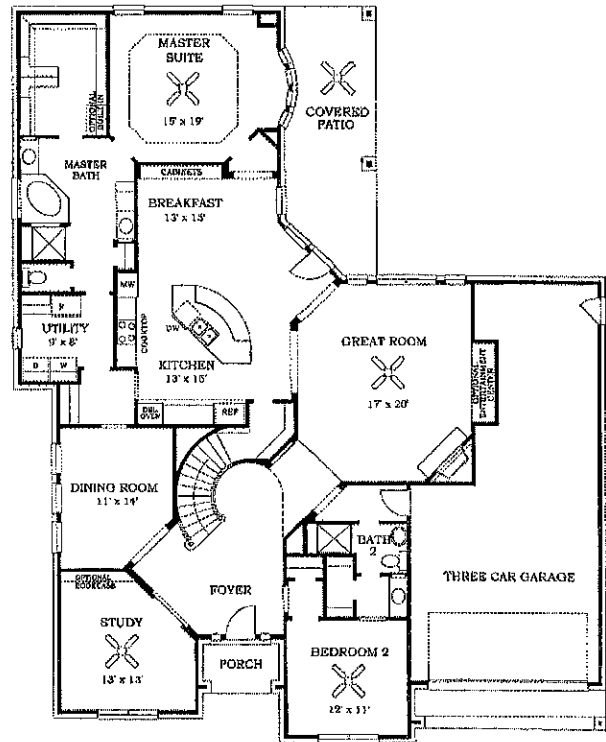 MASTER
SUITE
15' x 19'
COVERED
PATIO
OPTIONAL
BUILT-IN
MASTER
BATH
CABINETS
BREAKFAST
13' x 15'
MW
COOKTOP
DW
UTILITY
9' x 8'
D W
KITCHEN
13' x 15'
DBL
OVEN
REF
GREAT ROOM
17' x 20'
OPTIONAL
ENTERTAINMENT
CENTER
DINING ROOM
11' x 14'
BATH
2
THREE CAR GARAGE
OPTIONAL
BOOKCASE
FOYER
STUDY
13' x 13'
PORCH
BEDROOM 2
12' x 11'